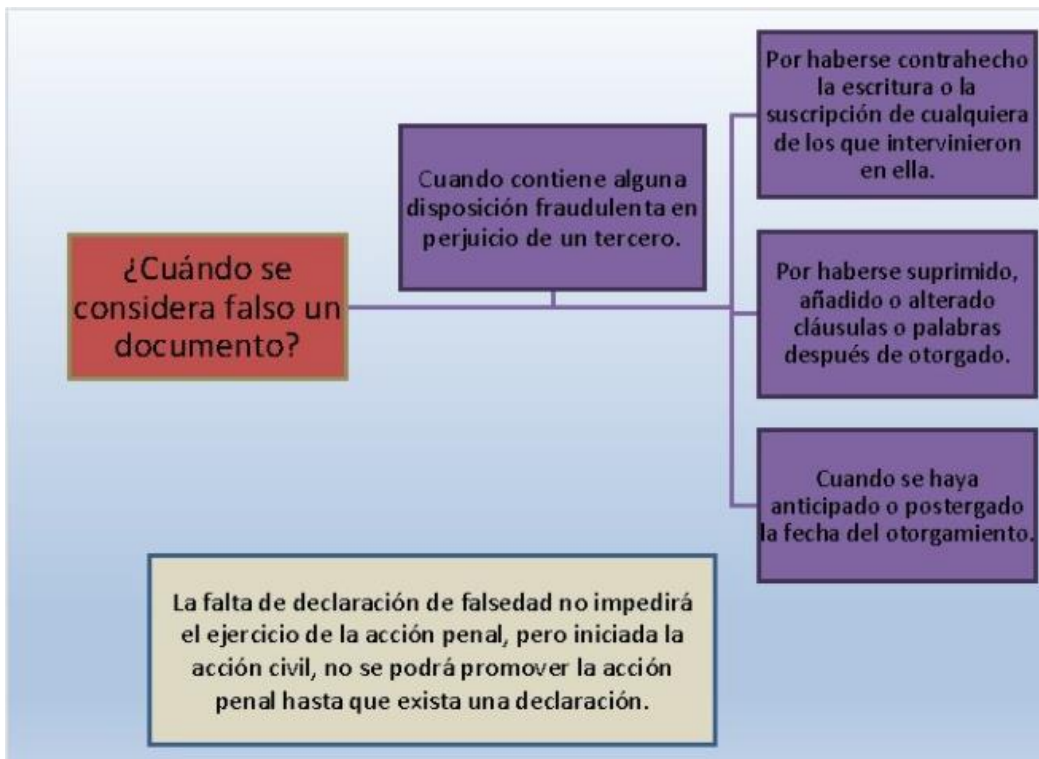 ¿Cuándo se
considera falso un
documento?
Cuando contiene alguna
disposición fraudulenta en
perjuicio de un tercero.
Por haberse contrahecho
la escritura o la
suscripción de cualquiera
de los que intervinieron
en ella.
Por haberse suprimido,
añadido o alterado
cláusulas o palabras
después de otorgado.
Cuando se haya
anticipado o postergado
la fecha del otorgamiento.
La falta de declaración de falsedad no impedirá
el ejercicio de la acción penal, pero iniciada la
acción civil, no se podrá promover la acción
penal hasta que exista una declaración.